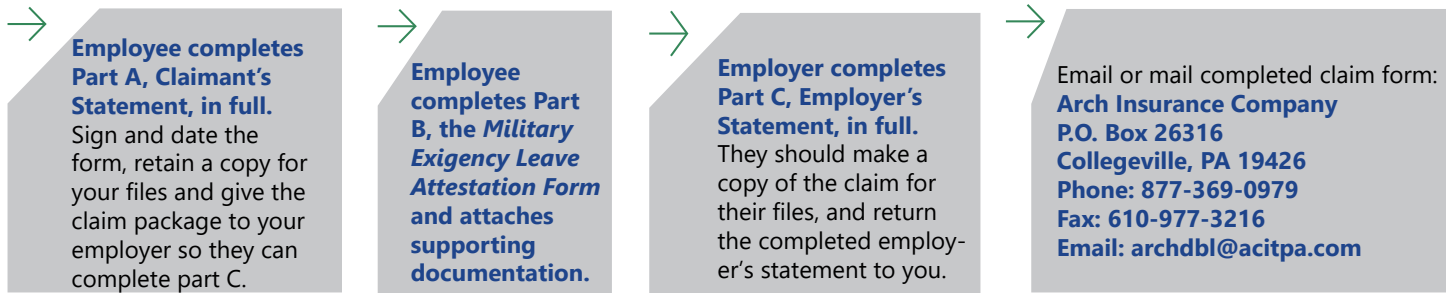 Employee completes
Part A, Claimant's
Statement, in full.
Sign and date the
form, retain a copy for
your files and give the
claim package to your
employer so they can
complete part C.
Employee
completes Part
B, the Military
Exigency Leave
Attestation Form
and attaches
supporting
documentation.
Employer completes
Part C, Employer's
Statement, in full.
They should make a
copy of the claim for
their files, and return
the completed employ-
er's statement to you.
Email or mail completed claim form:
Arch Insurance Company
P.O. Box 26316
Collegeville, PA 19426
Phone: 877-369-0979
Fax: 610-977-3216
Email: archdbl@acitpa.com